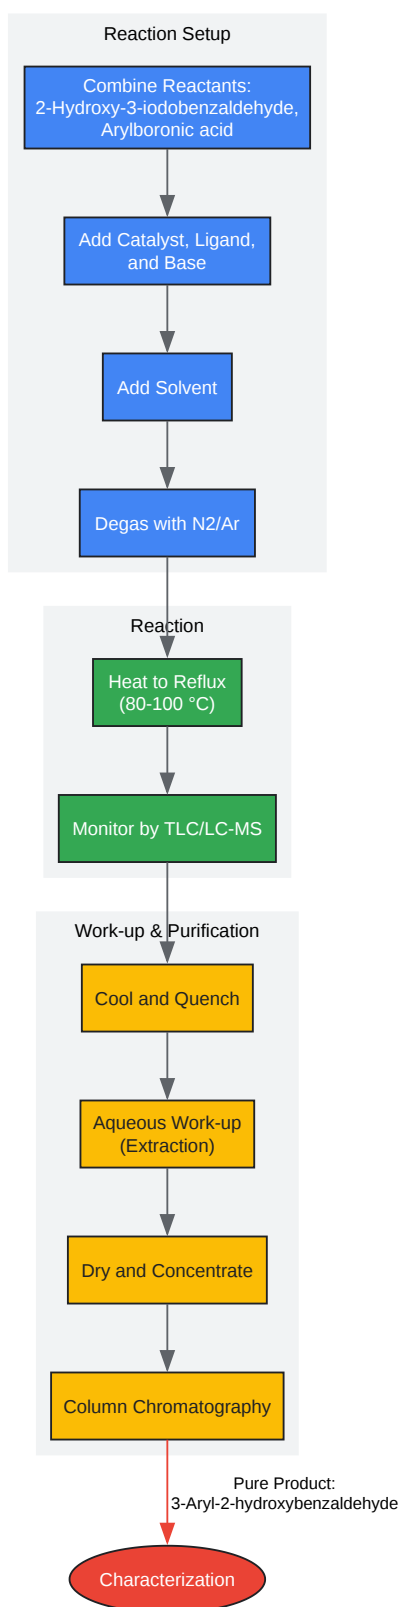 Reaction Setup
Combine Reactants:
2-Hydroxy-3-iodobenzaldehyde,
Arylboronic acid
Add Catalyst, Ligand,
and Base
Add Solvent
Degas with N2/Ar
Reaction
Heat to Reflux
(80-100 °C)
Monitor by TLC/LC-MS
Work-up & Purification
Cool and Quench
Aqueous Work-up
(Extraction)
Dry and Concentrate
Column Chromatography
Pure Product:
3-Aryl-2-hydroxybenzaldehyde
Characterization